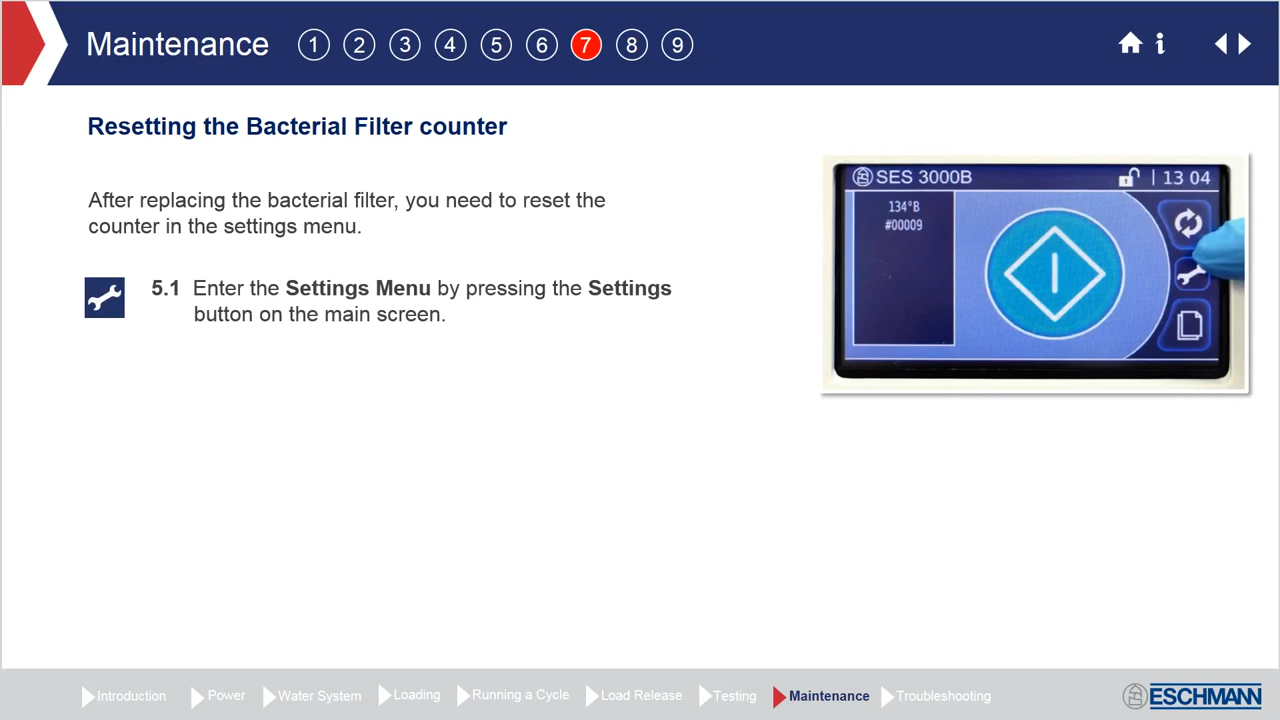 Maintenance 1 2 3 4 5 6 7 8 9
Resetting the Bacterial Filter counter
After replacing the bacterial filter, you need to reset the
counter in the settings menu.
5.1 Enter the Settings Menu by pressing the Settings
button on the main screen.
SES 3000B | 13 04
134°B
#00009
Introduction Power Water System Loading Running a Cycle Load Release Testing Maintenance Troubleshooting
ESCHMANN